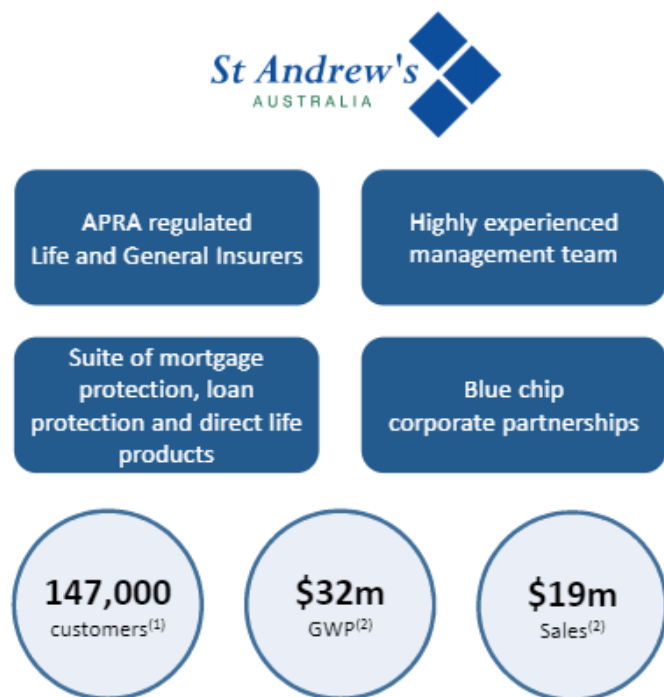 St Andrew's
AUSTRALIA
APRA regulated
Life and General Insurers
Highly experienced
management team
Suite of mortgage
protection, loan
protection and direct life
products
Blue chip
corporate partnerships
147,000
customers(1)
$32m
GWP(2)
$19m
Sales(2)